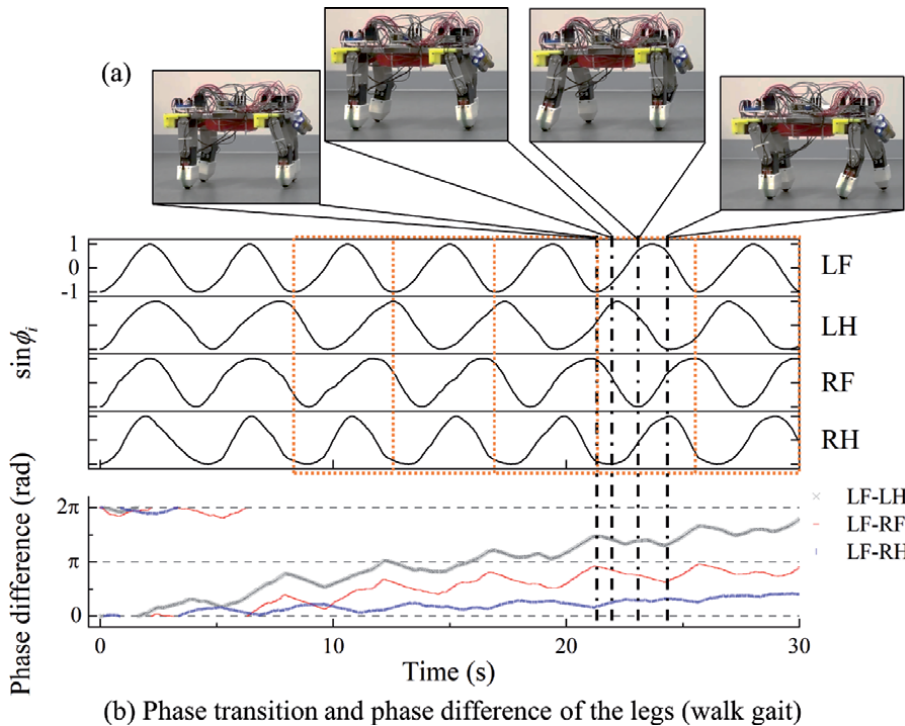 (a)
1
0
-1
LF
LH
RF
RH
sinϕi
Phase difference (rad)
2π
π
0
LF-LH
LF-RF
LF-RH
0
10
20
30
Time (s)
(b) Phase transition and phase difference of the legs (walk gait)